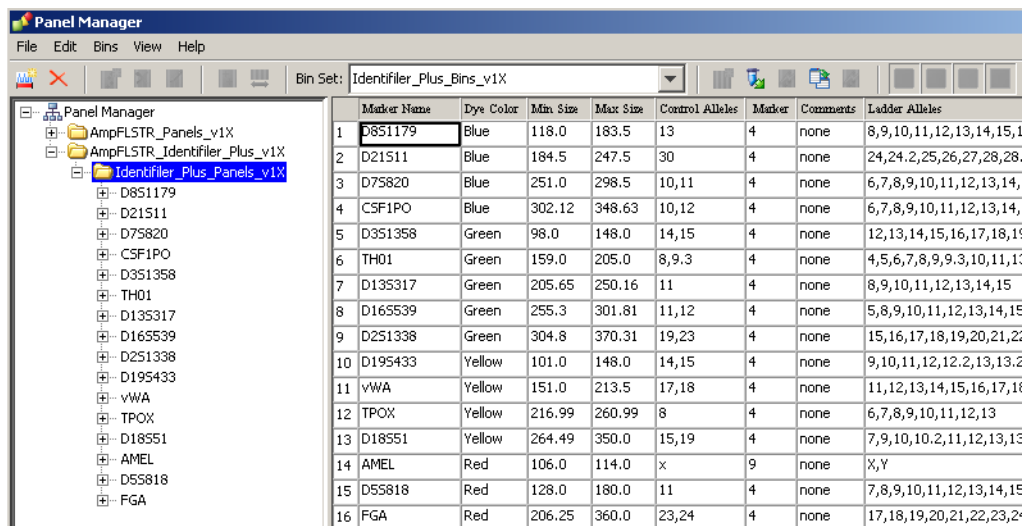 Panel Manager
File Edit Bins View Help
Bin Set: Identifiler_Plus_Bins_v1X
Panel Manager
AmpFLSTR_Panels_v1X
AmpFLSTR_Identifiler_Plus_v1X
Identifiler_Plus_Panels_v1X
D8S1179
D21S11
D7S820
CSF1PO
D3S1358
TH01
D13S317
D16S539
D2S1338
D19S433
vWA
TPOX
D18S51
AMEL
D5S818
FGA
Marker Name Dye Color Min Size Max Size Control Alleles Marker Comments Ladder Alleles
1 D8S1179 Blue 118.0 183.5 13 4 none 8,9,10,11,12,13,14,15,1
2 D21S11 Blue 184.5 247.5 30 4 none 24,24.2,25,26,27,28,28.
3 D7S820 Blue 251.0 298.5 10,11 4 none 6,7,8,9,10,11,12,13,14,
4 CSF1PO Blue 302.12 348.63 10,12 4 none 6,7,8,9,10,11,12,13,14,
5 D3S1358 Green 98.0 148.0 14,15 4 none 12,13,14,15,16,17,18,19
6 TH01 Green 159.0 205.0 8,9.3 4 none 4,5,6,7,8,9,9.3,10,11,13
7 D13S317 Green 205.65 250.16 11 4 none 8,9,10,11,12,13,14,15
8 D16S539 Green 255.3 301.81 11,12 4 none 5,8,9,10,11,12,13,14,15
9 D2S1338 Green 304.8 370.31 19,23 4 none 15,16,17,18,19,20,21,22
10 D19S433 Yellow 101.0 148.0 14,15 4 none 9,10,11,12,12.2,13,13.2
11 vWA Yellow 151.0 213.5 17,18 4 none 11,12,13,14,15,16,17,18
12 TPOX Yellow 216.99 260.99 8 4 none 6,7,8,9,10,11,12,13
13 D18S51 Yellow 264.49 350.0 15,19 4 none 7,9,10,10.2,11,12,13,13
14 AMEL Red 106.0 114.0 x 9 none X,Y
15 D5S818 Red 128.0 180.0 11 4 none 7,8,9,10,11,12,13,14,15
16 FGA Red 206.25 360.0 23,24 4 none 17,18,19,20,21,22,23,24